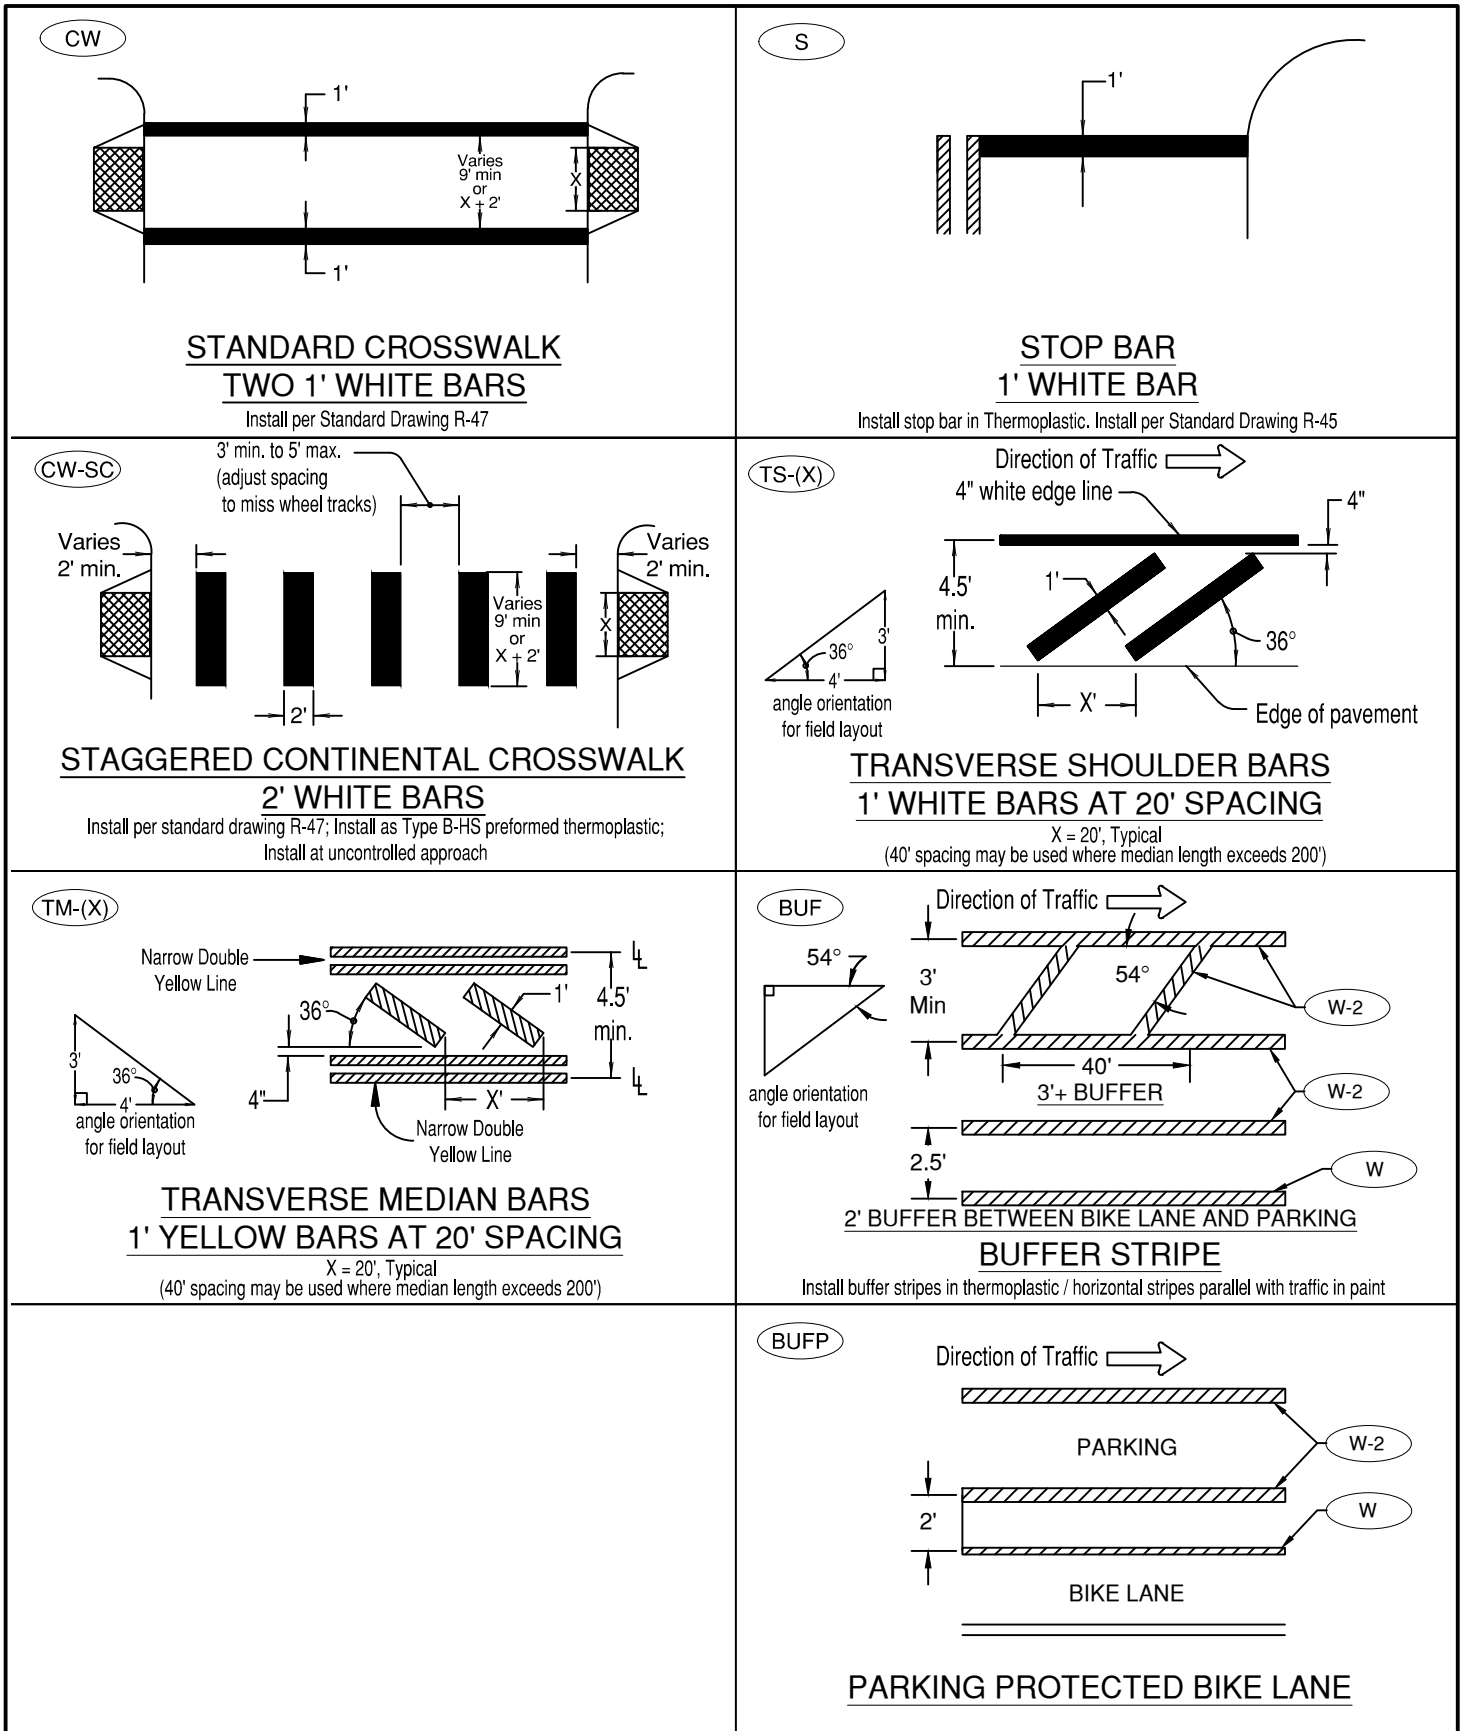 CW
1'
Varies
9' min
or
X + 2'
X
1'
STANDARD CROSSWALK
TWO 1' WHITE BARS
Install per Standard Drawing R-47
S
1'
STOP BAR
1' WHITE BAR
Install stop bar in Thermoplastic. Install per Standard Drawing R-45
CW-SC
3' min. to 5' max.
(adjust spacing
to miss wheel tracks)
Varies
2' min.
Varies
2' min.
Varies
9' min
or
X + 2'
X
2'
STAGGERED CONTINENTAL CROSSWALK
2' WHITE BARS
Install per standard drawing R-47; Install as Type B-HS preformed thermoplastic;
Install at uncontrolled approach
TS-(X)
Direction of Traffic
4" white edge line
4"
4.5'
min.
1'
36°
3'
36°
4'
angle orientation
for field layout
X'
Edge of pavement
TRANSVERSE SHOULDER BARS
1' WHITE BARS AT 20' SPACING
X = 20', Typical
(40' spacing may be used where median length exceeds 200')
TM-(X)
Narrow Double
Yellow Line
36°
1'
4.5'
min.
3'
36°
4'
angle orientation
for field layout
4"
X'
Narrow Double
Yellow Line
TRANSVERSE MEDIAN BARS
1' YELLOW BARS AT 20' SPACING
X = 20', Typical
(40' spacing may be used where median length exceeds 200')
BUF
Direction of Traffic
54°
3'
Min
54°
W-2
angle orientation
for field layout
40'
3'+ BUFFER
W-2
2.5'
W
2' BUFFER BETWEEN BIKE LANE AND PARKING
BUFFER STRIPE
Install buffer stripes in thermoplastic / horizontal stripes parallel with traffic in paint
BUFP
Direction of Traffic
PARKING
W-2
2'
W
BIKE LANE
PARKING PROTECTED BIKE LANE